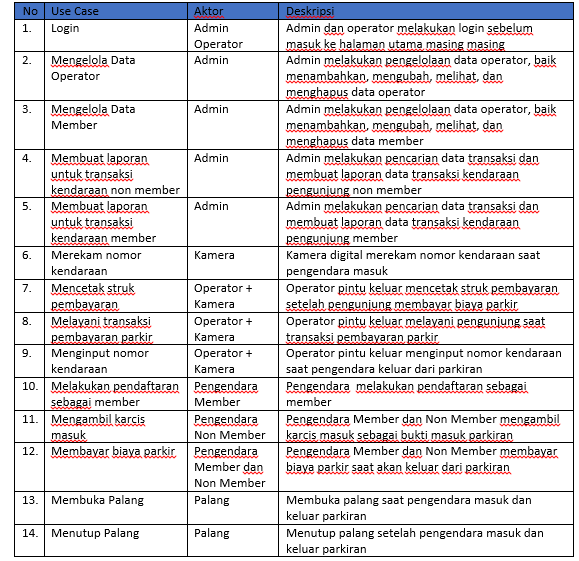 No Use Case Aktor Deskripsi
1. Login Admin Admin dan operator melakukan login sebelum
Operator masuk ke halaman utama masing masing
2. Mengelola Data Admin Admin melakukan pengelolaan data operator, baik
Operator menambahkan, mengubah, melihat, dan
menghapus data operator
3. Mengelola Data Admin Admin melakukan pengelolaan data operator, baik
Member menambahkan, mengubah, melihat, dan
menghapus data member
4. Membuat laporan Admin Admin melakukan pencarian data transaksi dan
untuk transaksi membuat laporan data transaksi kendaraan
kendaraan non member pengunjung non member
5. Membuat laporan Admin Admin melakukan pencarian data transaksi dan
untuk transaksi membuat laporan data transaksi kendaraan
kendaraan member pengunjung member
6. Merekam nomor Kamera Kamera digital merekam nomor kendaraan saat
kendaraan pengendara masuk
7. Mencetak struk Operator + Operator pintu keluar mencetak struk pembayaran
pembayaran Kamera setelah pengunjung membayar biaya parkir
8. Melayani transaksi Operator + Operator pintu keluar melayani pengunjung saat
pembayaran parkir Kamera transaksi pembayaran parkir
9. Menginput nomor Operator + Operator pintu keluar menginput nomor kendaraan
kendaraan Kamera saat pengendara keluar dari parkiran
10. Melakukan pendaftaran Pengendara Pengendara melakukan pendaftaran sebagai
sebagai member Member member
11. Mengambil karcis Pengendara Pengendara Member dan Non Member mengambil
masuk Non Member karcis masuk sebagai bukti masuk parkiran
12. Membayar biaya parkir Pengendara Pengendara Member dan Non Member membayar
Member dan biaya parkir saat akan keluar dari parkiran
Non Member
13. Membuka Palang Palang Membuka palang saat pengendara masuk dan
keluar parkiran
14. Menutup Palang Palang Menutup palang setelah pengendara masuk dan
keluar parkiran